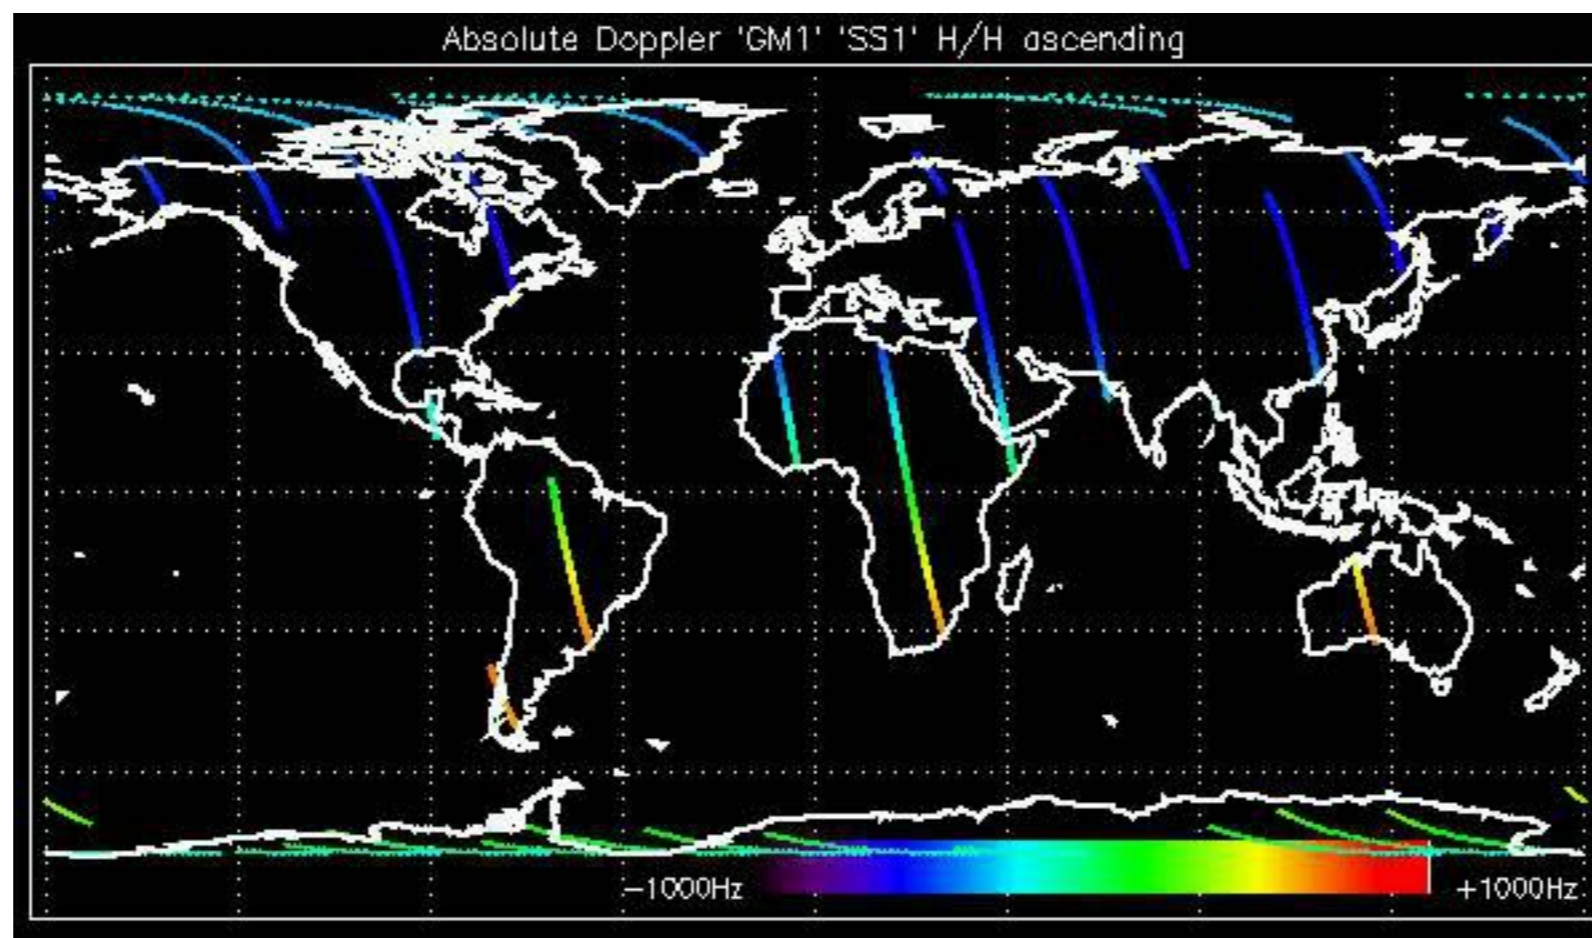 Absolute Doppler 'GM1' 'SS1' H/H ascending
-1000Hz
+1000Hz